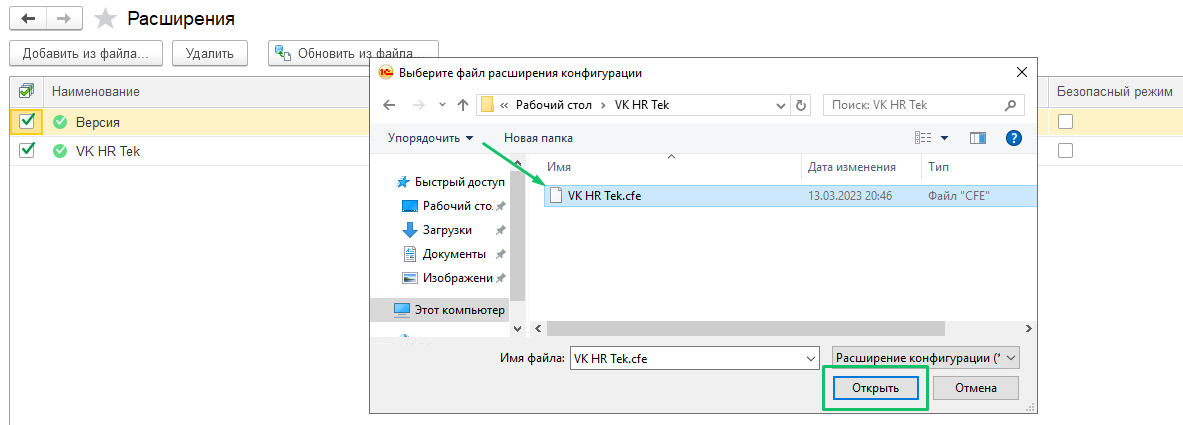 Расширения
Добавить из файла...
Удалить
Обновить из файла...
Наименование
Безопасный режим
Версия
VK HR Tek
Выберите файл расширения конфигурации
« Рабочий стол › VK HR Tek
Поиск: VK HR Tek
Упорядочить
Новая папка
Имя
Дата изменения
Тип
Быстрый доступ
VK HR Tek.cfe
13.03.2023 20:46
Файл "CFE"
Рабочий сто.
Загрузки
Документы
Изображени
Этот компьютер
Имя файла:
VK HR Tek.cfe
Расширение конфигурации (*
Открыть
Отмена